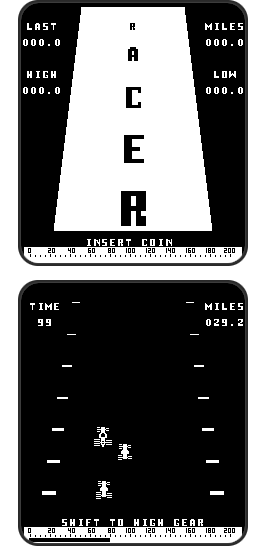 LAST R MILES
000.0 A 000.0
HIGH C LOW
000.0 000.0
E
R
INSERT COIN
0 20 40 60 80 100 120 140 160 180 200
TIME MILES
99 029.2
SHIFT TO HIGH GEAR
0 20 40 60 80 100 120 140 160 180 200